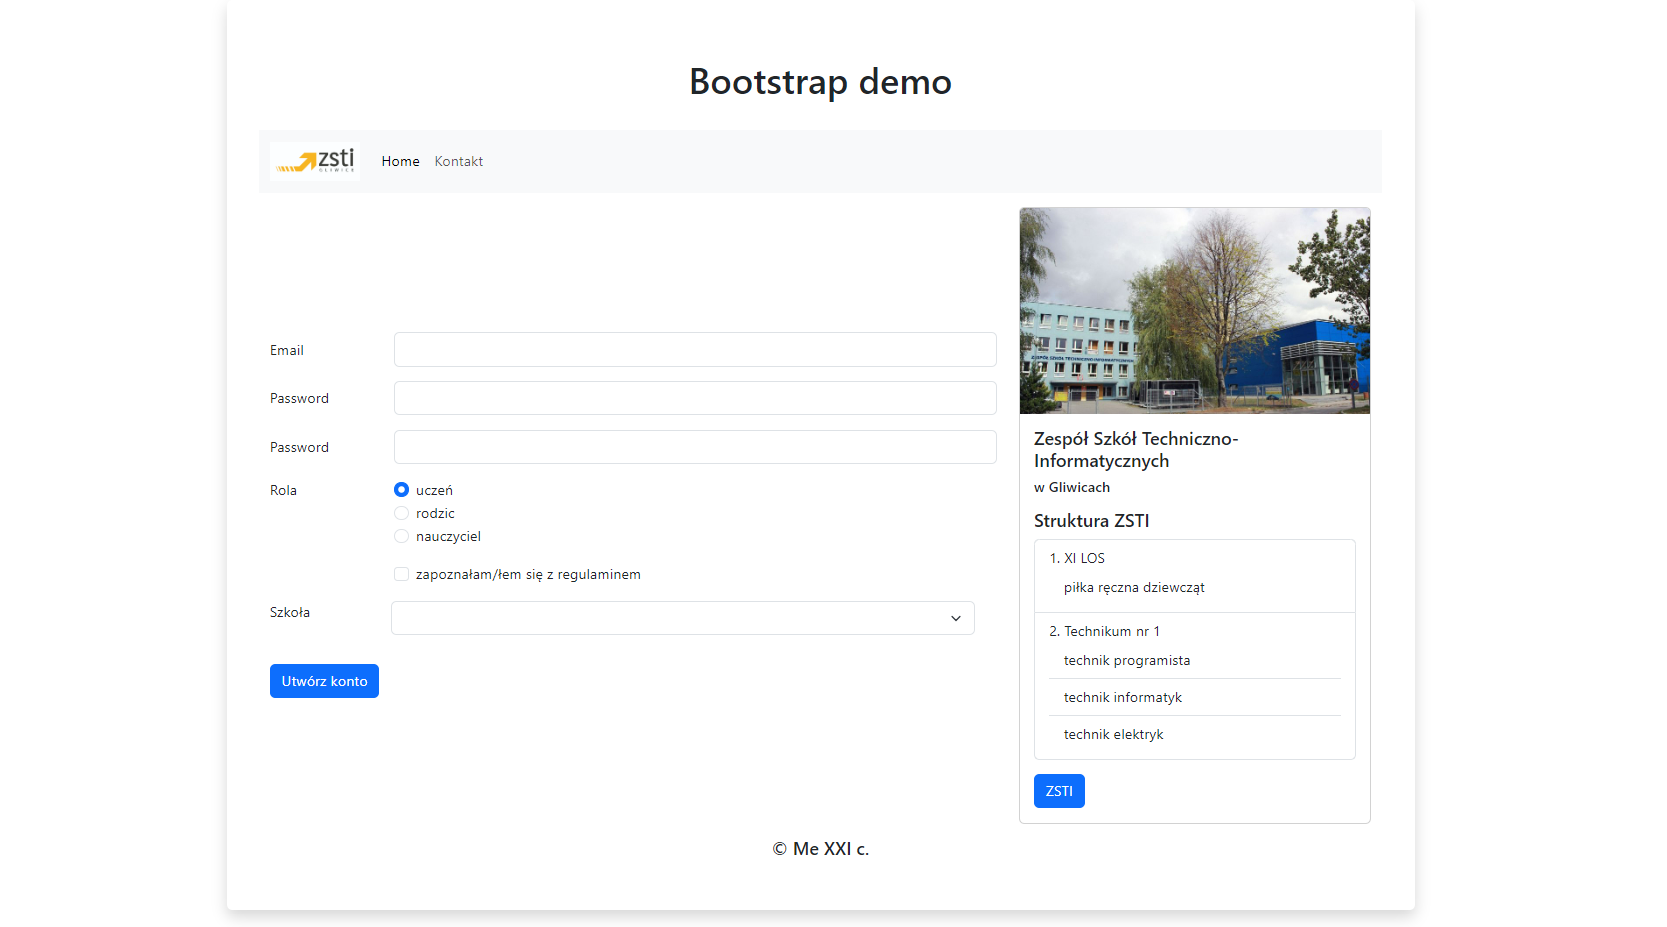 Bootstrap demo
zsti
GLIWICE
Home Kontakt
ZESPÓŁ SZKÓŁ TECHNICZNO-INFORMATYCZNYCH
Email
Password
Password
Rola
uczeń
rodzic
nauczyciel
zapoznałam/łem się z regulaminem
Szkoła
Utwórz konto
Zespół Szkół Techniczno-
Informatycznych
w Gliwicach
Struktura ZSTI
1. XI LOS
piłka ręczna dziewcząt
2. Technikum nr 1
technik programista
technik informatyk
technik elektryk
ZSTI
© Me XXI c.